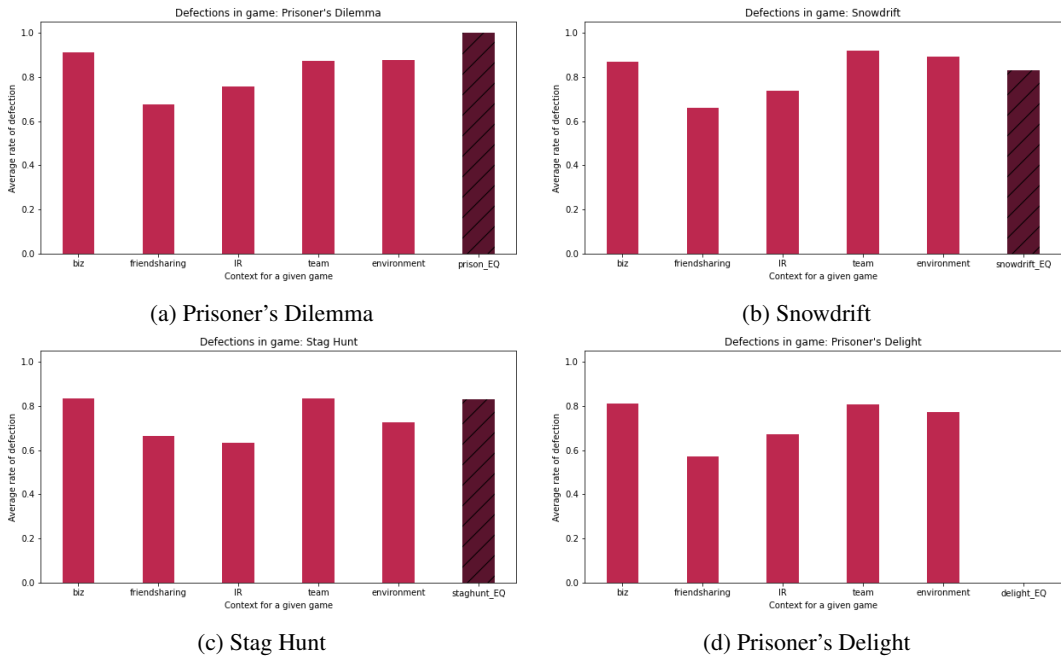 Defections in game: Prisoner's Dilemma
Average rate of defection
1.0
0.8
0.6
0.4
0.2
0.0
biz friendsharing IR team environment prison_EQ
Context for a given game
(a) Prisoner's Dilemma
Defections in game: Snowdrift
Average rate of defection
1.0
0.8
0.6
0.4
0.2
0.0
biz friendsharing IR team environment snowdrift_EQ
Context for a given game
(b) Snowdrift
Defections in game: Stag Hunt
Average rate of defection
1.0
0.8
0.6
0.4
0.2
0.0
biz friendsharing IR team environment staghunt_EQ
Context for a given game
(c) Stag Hunt
Defections in game: Prisoner's Delight
Average rate of defection
1.0
0.8
0.6
0.4
0.2
0.0
biz friendsharing IR team environment delight_EQ
Context for a given game
(d) Prisoner's Delight